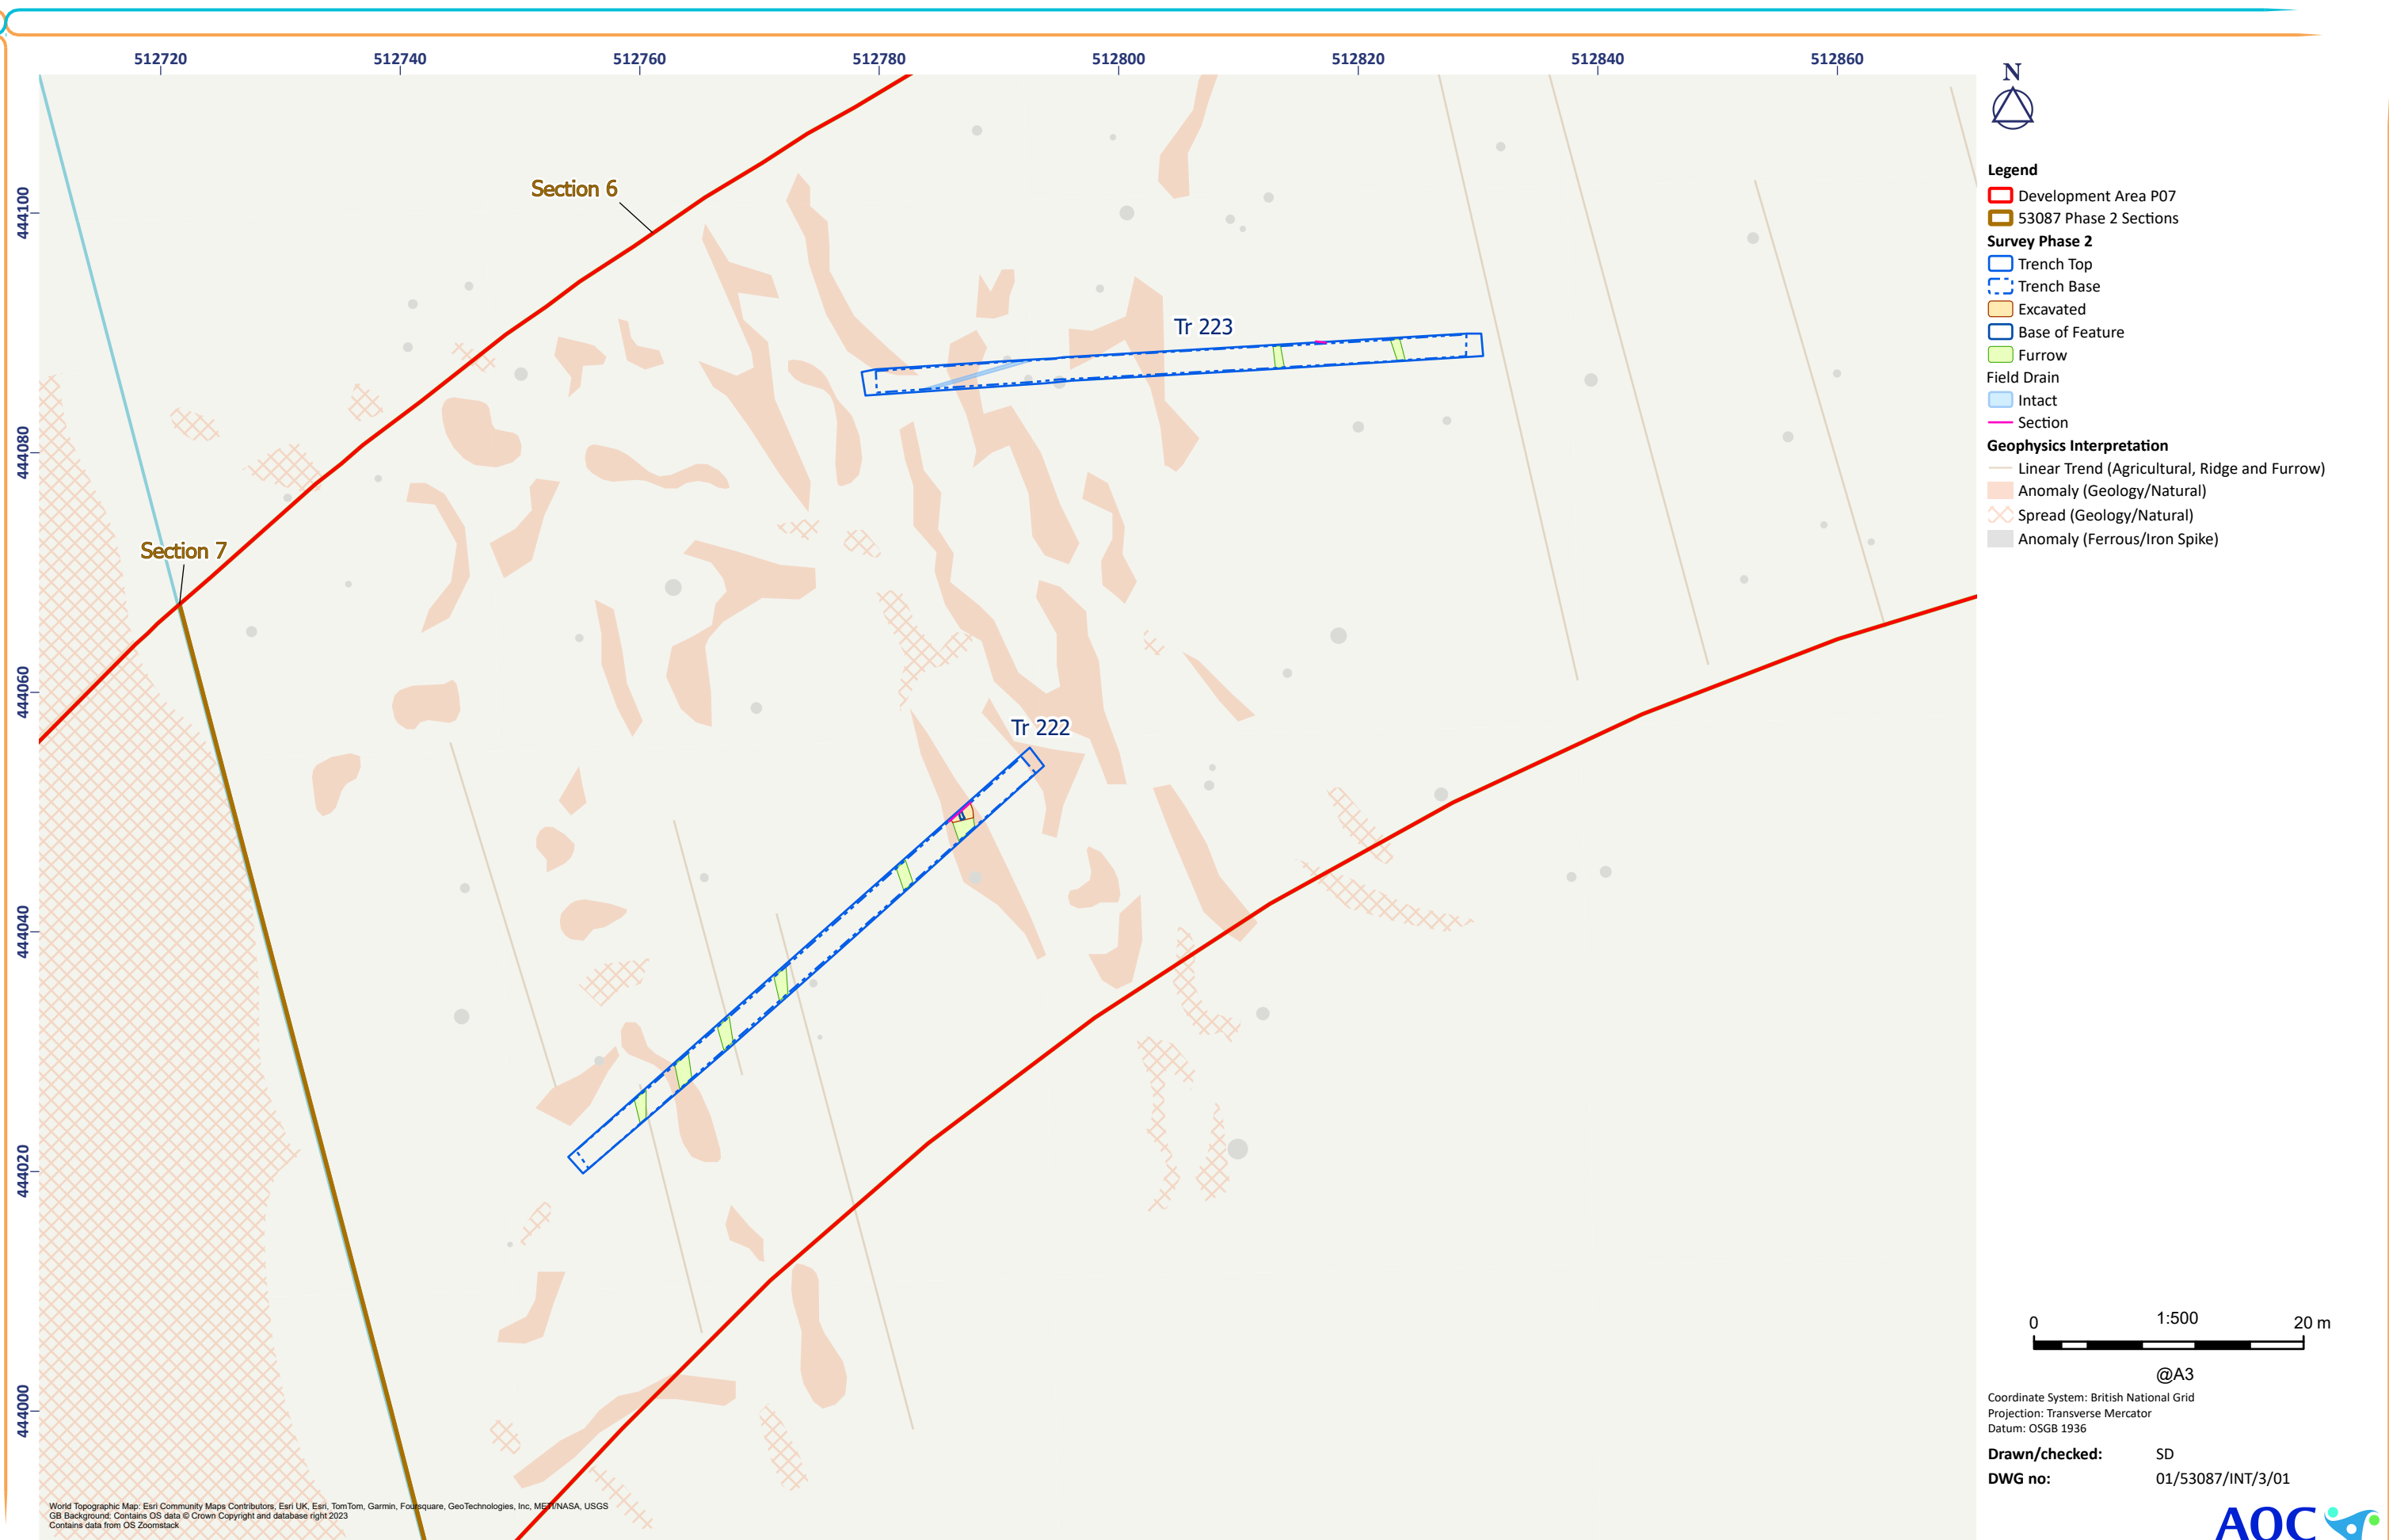 512720 512740 512760 512780 512800 512820 512840 512860
444100
444080
444060
444040
444020
444000
Section 6
Section 7
Tr 223
Tr 222
N
Legend
Development Area P07
53087 Phase 2 Sections
Survey Phase 2
Trench Top
Trench Base
Excavated
Base of Feature
Furrow
Field Drain
Intact
Section
Geophysics Interpretation
Linear Trend (Agricultural, Ridge and Furrow)
Anomaly (Geology/Natural)
Spread (Geology/Natural)
Anomaly (Ferrous/Iron Spike)
0 1:500 20 m
@A3
Coordinate System: British National Grid
Projection: Transverse Mercator
Datum: OSGB 1936
Drawn/checked: SD
DWG no: 01/53087/INT/3/01
AOC
World Topographic Map: Esri Community Maps Contributors, Esri UK, Esri, TomTom, Garmin, Foursquare, GeoTechnologies, Inc, METI/NASA, USGS
GB Background: Contains OS data © Crown Copyright and database right 2023
Contains data from OS Zoomstack